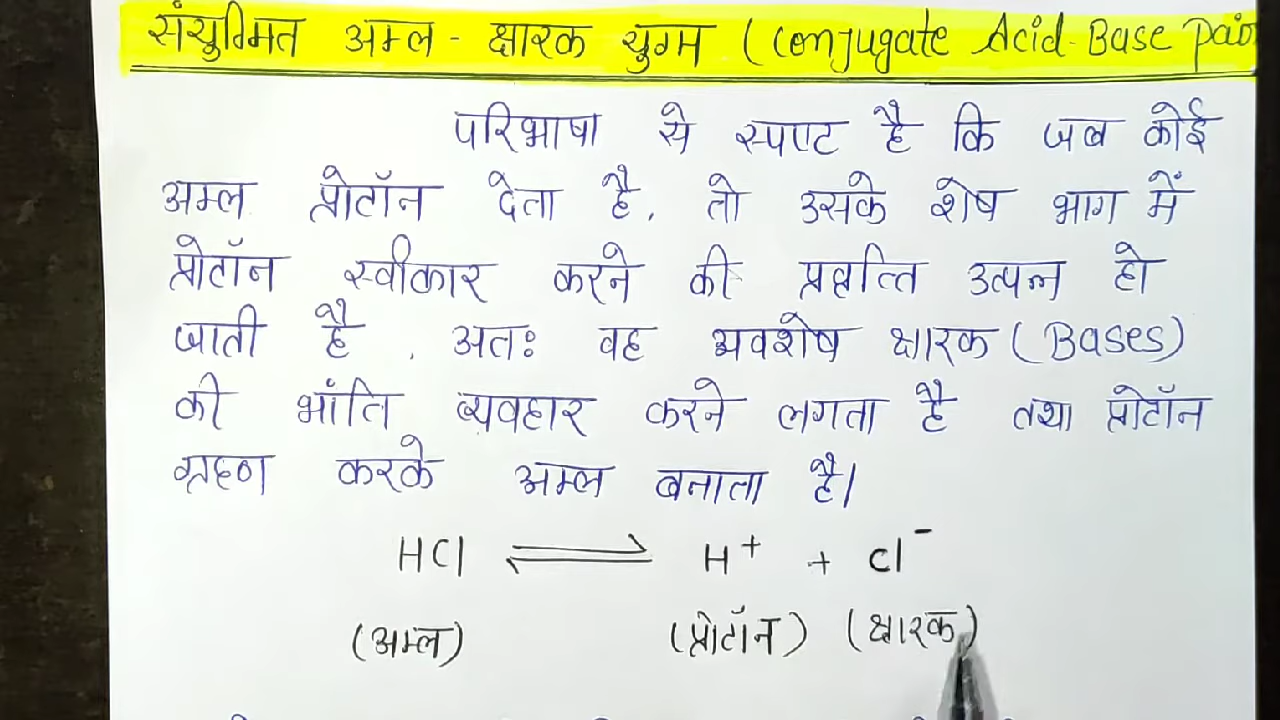 संयुग्मित अम्ल - क्षारक युग्म (Conjugate Acid-Base pair
परिभाषा से स्पष्ट है कि जब कोई
अम्ल प्रोटॉन देता है, तो उसके शेष भाग में
प्रोटॉन स्वीकार करने की प्रवृत्ति उत्पन्न हो
जाती है . अतः वह अवशेष क्षारक (Bases)
की भांति व्यवहार करने लगता है तथा प्रोटॉन
ग्रहण करके अम्ल बनाता है।
HCl ⇌ H⁺ + Cl⁻
(अम्ल) (प्रोटॉन) (क्षारक)